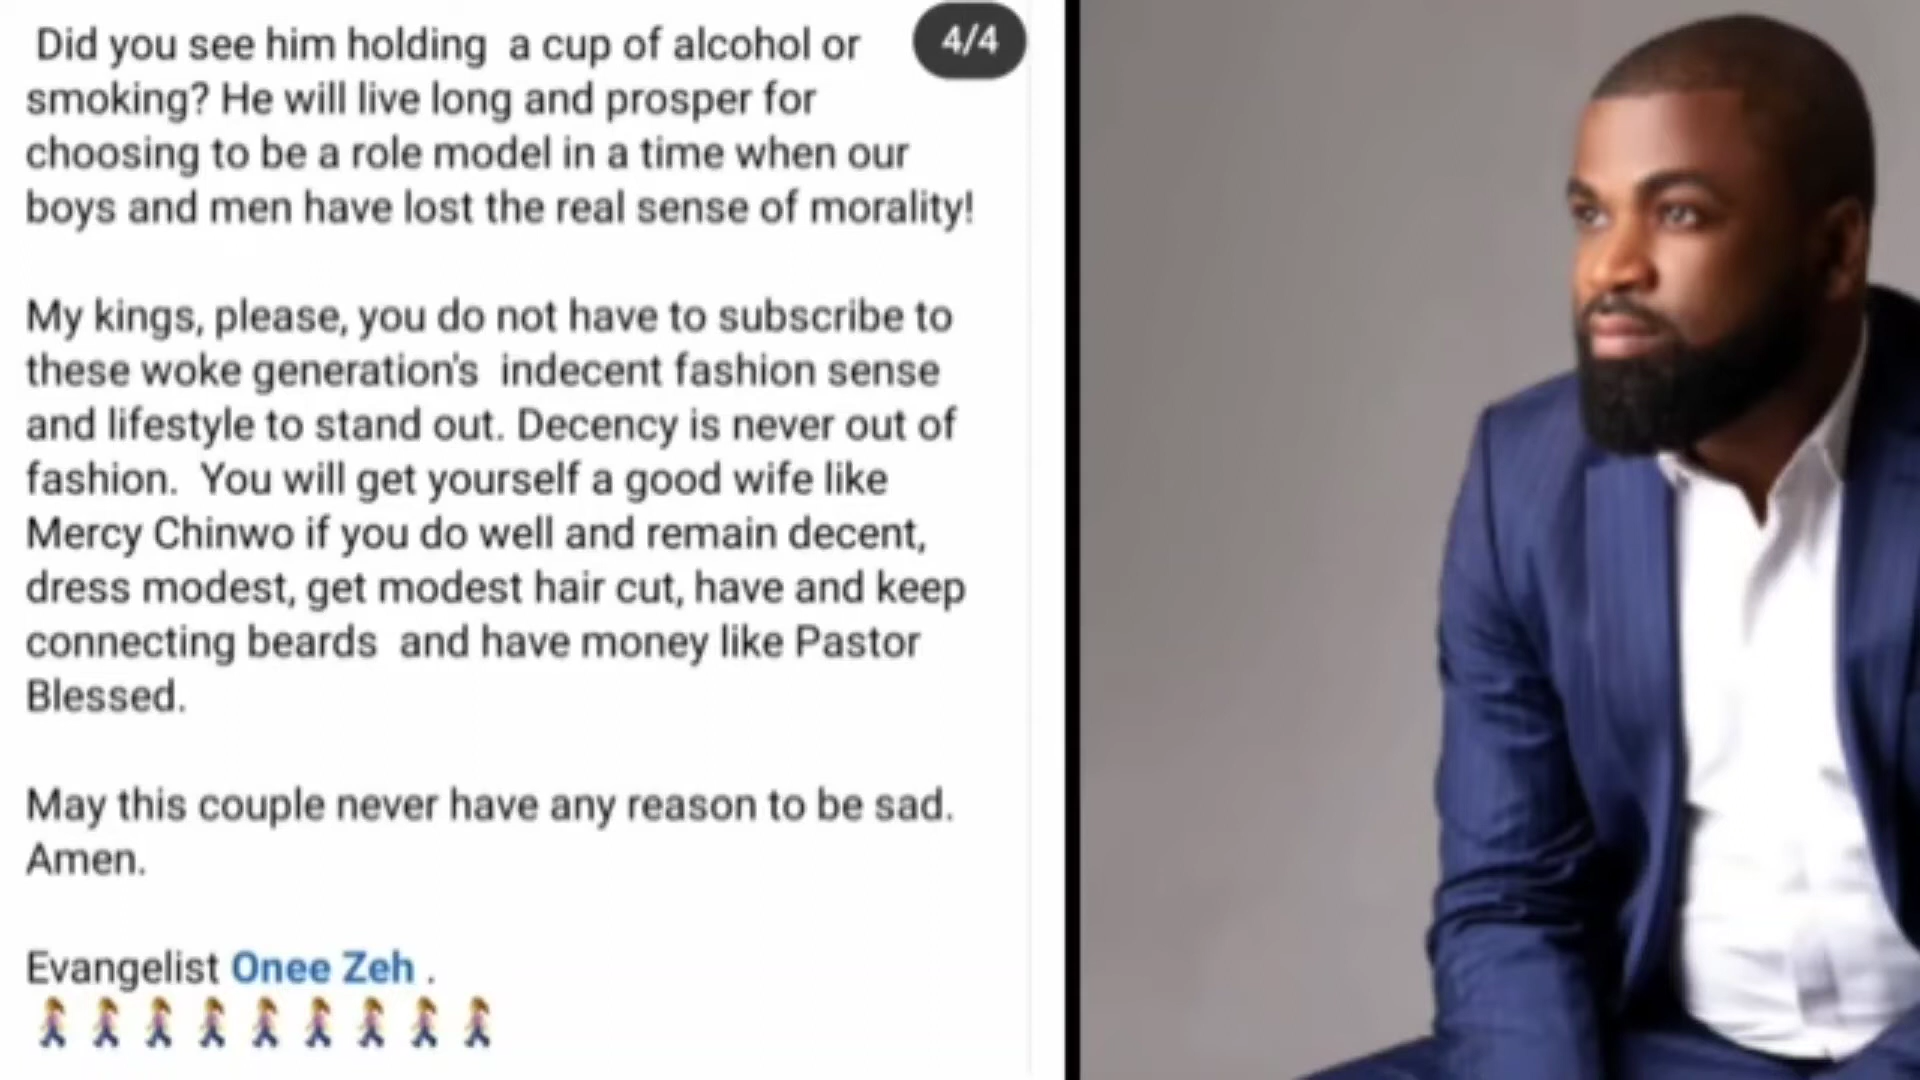 Did you see him holding a cup of alcohol or
4/4
smoking? He will live long and prosper for
choosing to be a role model in a time when our
boys and men have lost the real sense of morality!
My kings, please, you do not have to subscribe to
these woke generation's indecent fashion sense
and lifestyle to stand out. Decency is never out of
fashion. You will get yourself a good wife like
Mercy Chinwo if you do well and remain decent,
dress modest, get modest hair cut, have and keep
connecting beards and have money like Pastor
Blessed.
May this couple never have any reason to be sad.
Amen.
Evangelist Onee Zeh .